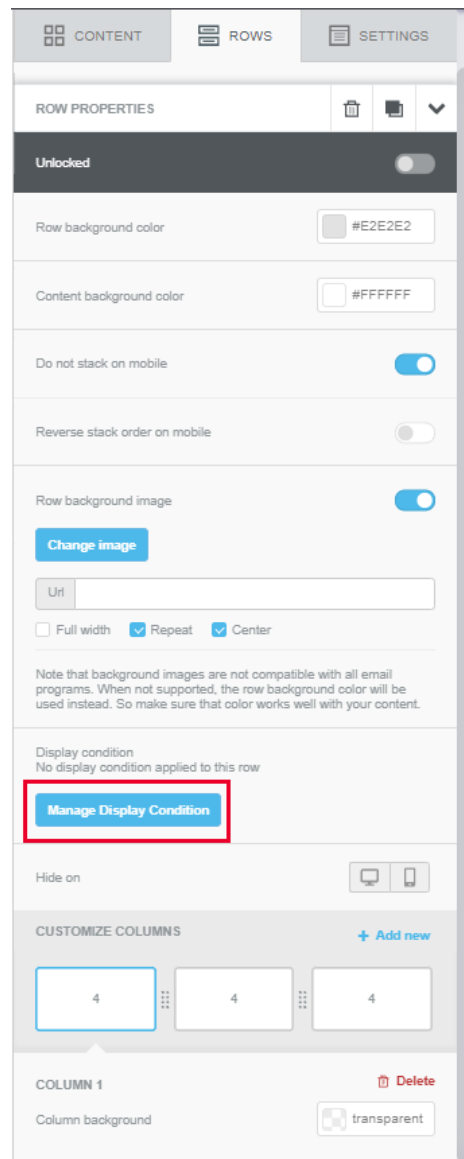 CONTENT
ROWS
SETTINGS
ROW PROPERTIES
Unlocked
Row background color
#E2E2E2
Content background color
#FFFFFF
Do not stack on mobile
Reverse stack order on mobile
Row background image
Change image
Url
Full width
Repeat
Center
Note that background images are not compatible with all email
programs. When not supported, the row background color will be
used instead. So make sure that color works well with your content.
Display condition
No display condition applied to this row
Manage Display Condition
Hide on
CUSTOMIZE COLUMNS
+ Add new
4
4
4
COLUMN 1
Delete
Column background
transparent